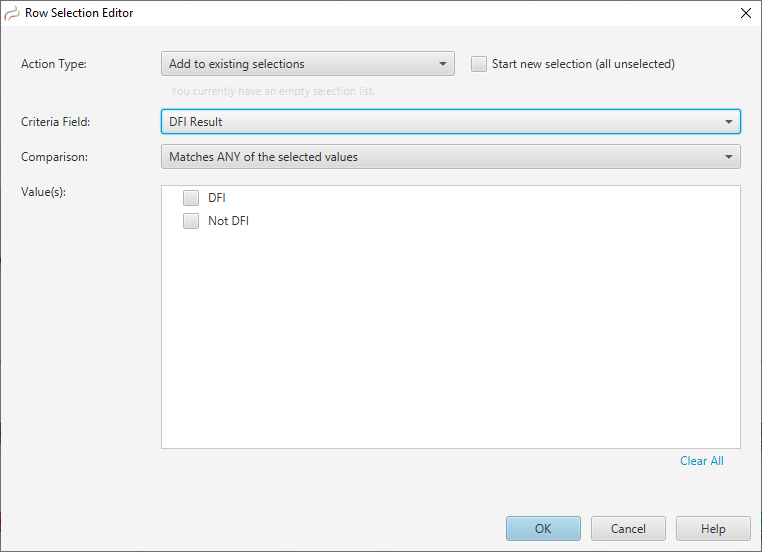 Row Selection Editor
Action Type:
Add to existing selections
Start new selection (all unselected)
You currently have an empty selection list.
Criteria Field:
DFI Result
Comparison:
Matches ANY of the selected values
Value(s):
DFI
Not DFI
Clear All
OK
Cancel
Help